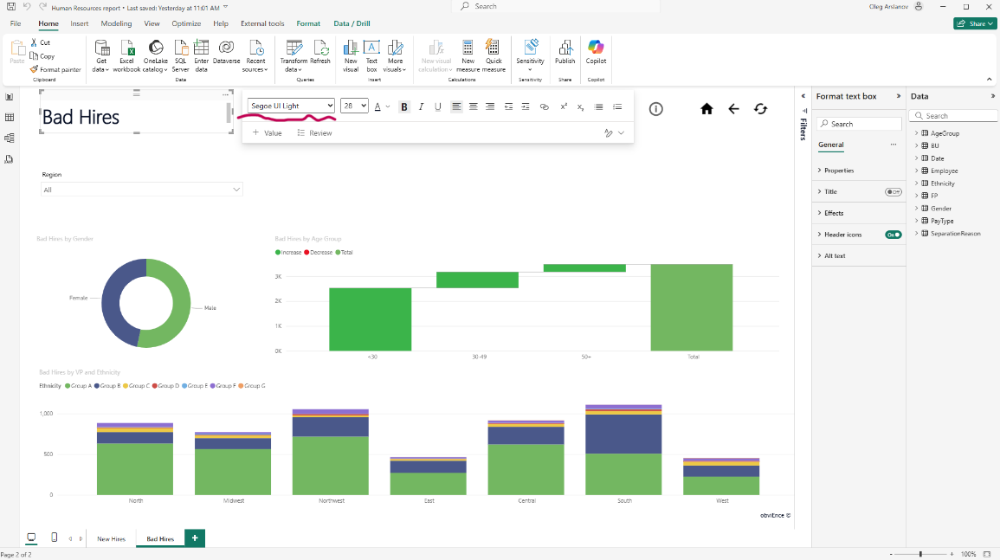 Human Resources report • Last saved: Yesterday at 11:01 AM
Search
Oleg Arslanov
File Home Insert Modeling View Optimize Help External tools Format Data / Drill
Share
Paste
Cut
Copy
Format painter
Clipboard
Get data
Excel workbook
OneLake catalog
SQL Server
Enter data
Dataverse
Recent sources
Data
Transform data
Refresh
Queries
New visual
Text box
More visuals
Insert
New visual calculation
New measure
Quick measure
Calculations
Sensitivity
Sensitivity
Publish
Share
Copilot
Copilot
Bad Hires
Segoe UI Light
28
A
B
I
U
x²
x₂
+ Value
Review
Region
All
Bad Hires by Gender
Female
Male
Bad Hires by Age Group
Increase Decrease Total
3K
2K
1K
0K
<30 30-49 50+ Total
Bad Hires by VP and Ethnicity
Ethnicity Group A Group B Group C Group D Group E Group F Group G
1,000
500
0
North Midwest Northwest East Central South West
obviEnce ©
Filters
Format text box
Search
General
Properties
Title
Off
Effects
Header icons
On
Alt text
Data
Search
AgeGroup
BU
Date
Employee
Ethnicity
FP
Gender
PayType
SeparationReason
New Hires
Bad Hires
+
Page 2 of 2
- + 100%